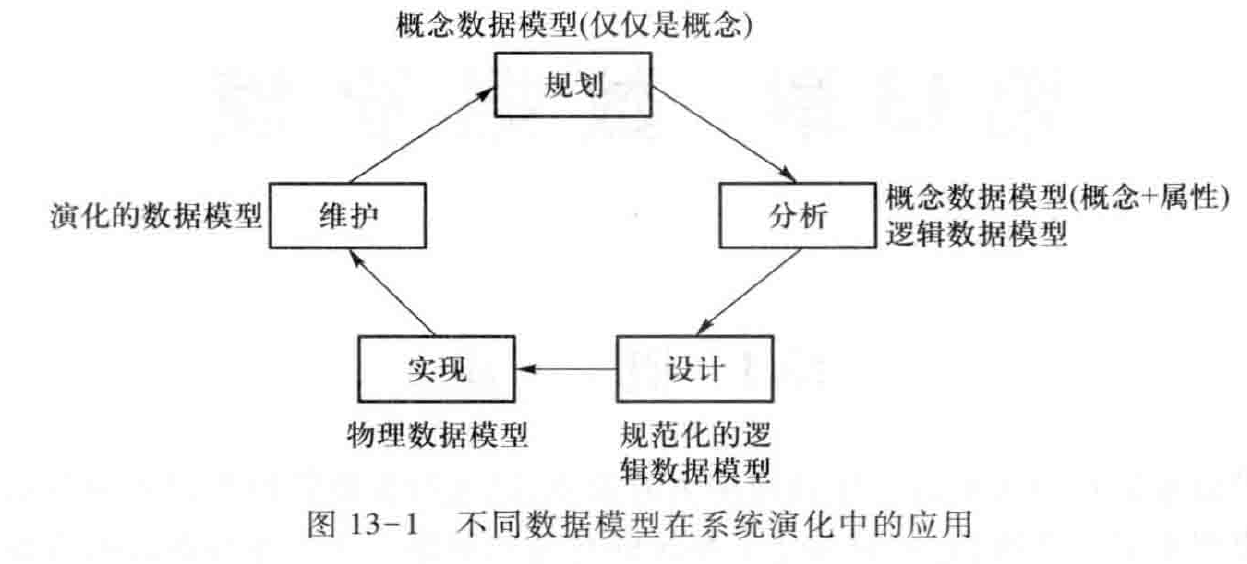 概念数据模型(仅仅是概念)
规划
演化的数据模型
维护
分析
概念数据模型(概念+属性)
逻辑数据模型
实现
设计
物理数据模型
规范化的逻
辑数据模型
图 13-1 不同数据模型在系统演化中的应用